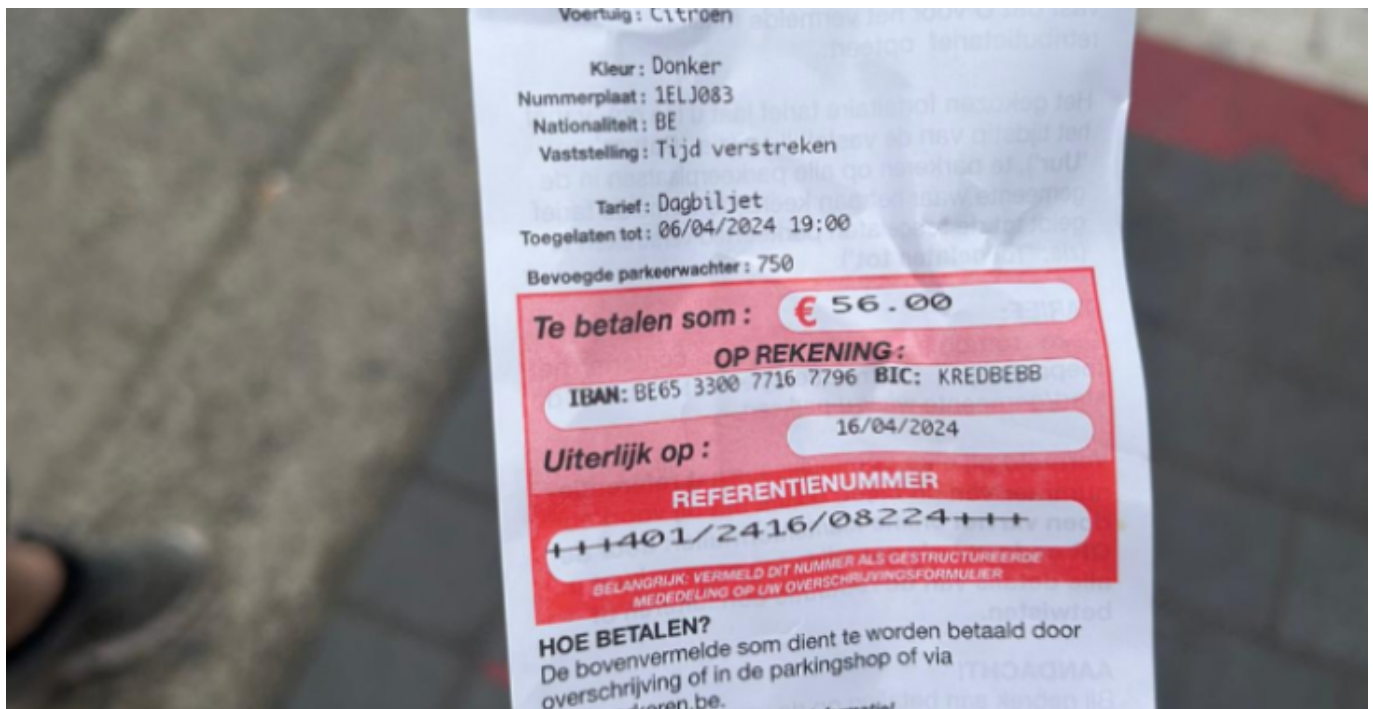 Voertuig : Citroen
Kleur : Donker
Nummerplaat : 1ELJ083
Nationaliteit : BE
Vaststelling : Tijd verstreken
Tarief : Dagbiljet
Toegelaten tot : 06/04/2024 19:00
Bevoegde parkeerwachter : 750
Te betalen som : € 56.00
OP REKENING :
IBAN: BE65 3300 7716 7796 BIC: KREDBEBB
Uiterlijk op : 16/04/2024
REFERENTIENUMMER
+++401/2416/08224+++
BELANGRIJK: VERMELD DIT NUMMER ALS GESTRUCTUREERDE
MEDEDELING OP UW OVERSCHRIJVINGSFORMULIER
HOE BETALEN?
De bovenvermelde som dient te worden betaald door
overschrijving of in de parkingshop of via